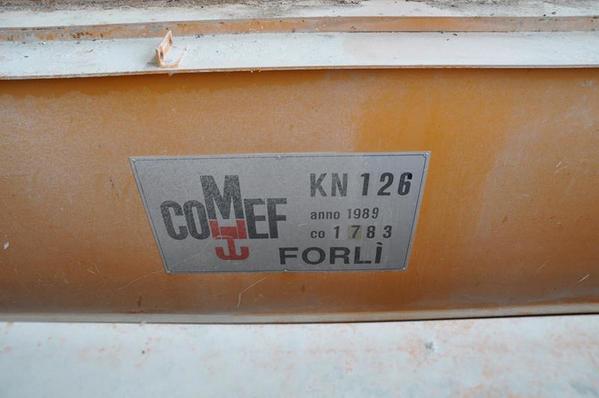 COMEF
KN 126
anno 1989
co 1783
FORLÌ